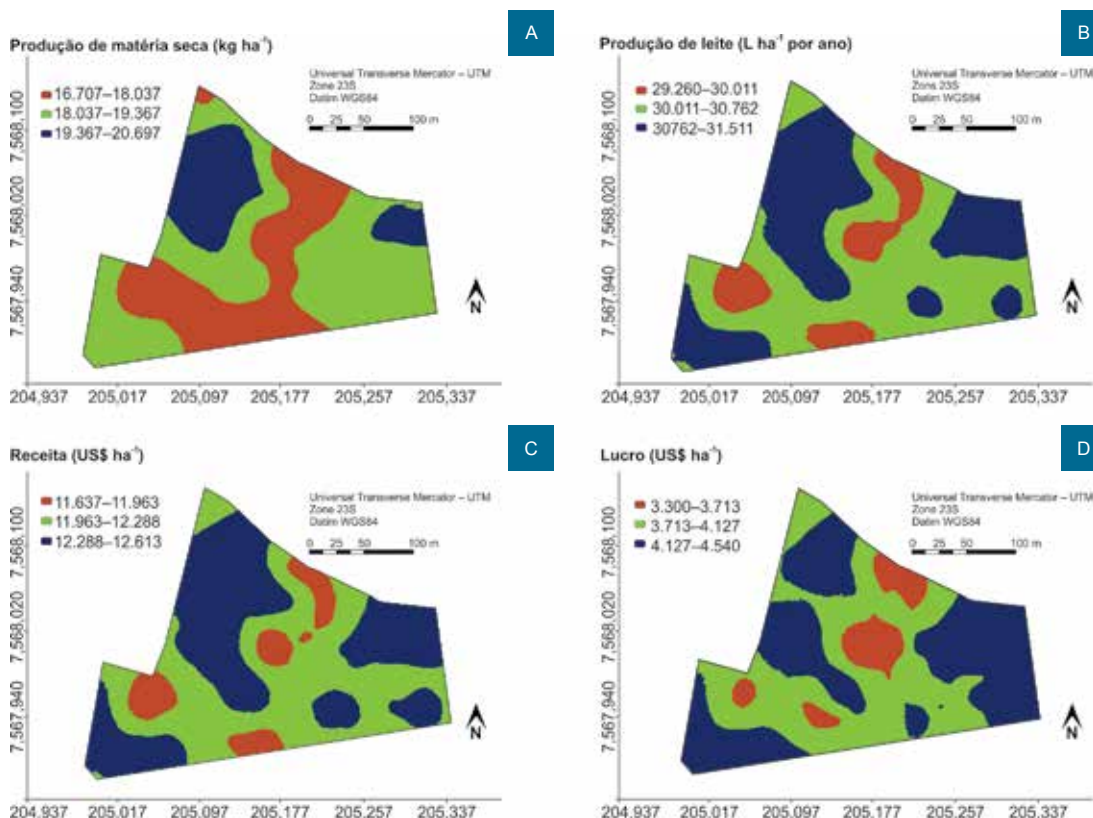 A
Produção de matéria seca (kg ha⁻¹)
16.707–18.037
18.037–19.367
19.367–20.697
Universal Transverse Mercator – UTM
Zone 23S
Datim WGS84
0 25 50 100 m
7,568,100
7,568,020
7,567,940
N
204,937 205,017 205,097 205,177 205,257 205,337
B
Produção de leite (L ha⁻¹ por ano)
29.260–30.011
30.011–30.762
30762–31.511
Universal Transverse Mercator – UTM
Zons 23S
Datim WGS84
0 25 50 100 m
7,568,100
7,568,020
7,567,940
N
204,937 205,017 205,097 205,177 205,257 205,337
C
Receita (US$ ha⁻¹)
11.637–11.963
11.963–12.288
12.288–12.613
Universal Transverse Mercator – UTM
Zone 23S
Datim WGS84
0 25 50 100 m
7,568,100
7,568,020
7,567,940
N
204,937 205,017 205,097 205,177 205,257 205,337
D
Lucro (US$ ha⁻¹)
3.300–3.713
3.713–4.127
4.127–4.540
Universal Transverse Mercator – UTM
Zone 23S
Datim WGS84
0 25 50 100 m
7,568,100
7,568,020
7,567,940
N
204,937 205,017 205,097 205,177 205,257 205,337